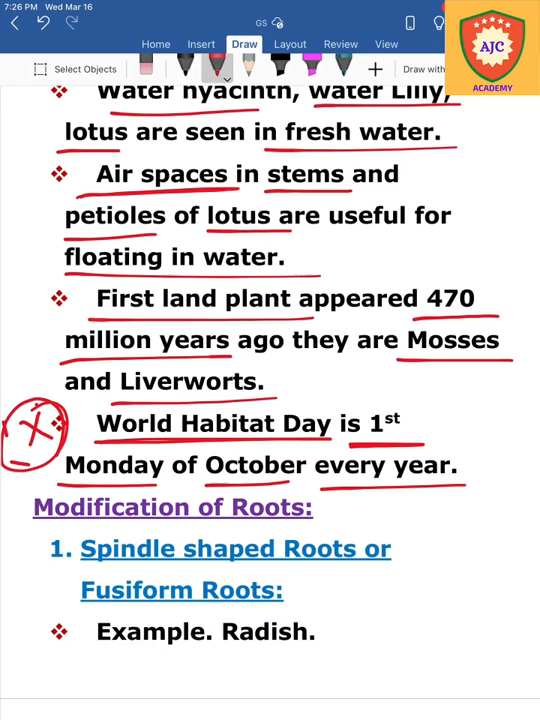 7:26 PM Wed Mar 16
GS
Home Insert Draw Layout Review View
Select Objects
Draw with
AJC
ACADEMY
Water hyacinth, water Lilly,
lotus are seen in fresh water.
Air spaces in stems and
petioles of lotus are useful for
floating in water.
First land plant appeared 470
million years ago they are Mosses
and Liverworts.
World Habitat Day is 1st
Monday of October every year.
Modification of Roots:
1. Spindle shaped Roots or
Fusiform Roots:
Example. Radish.